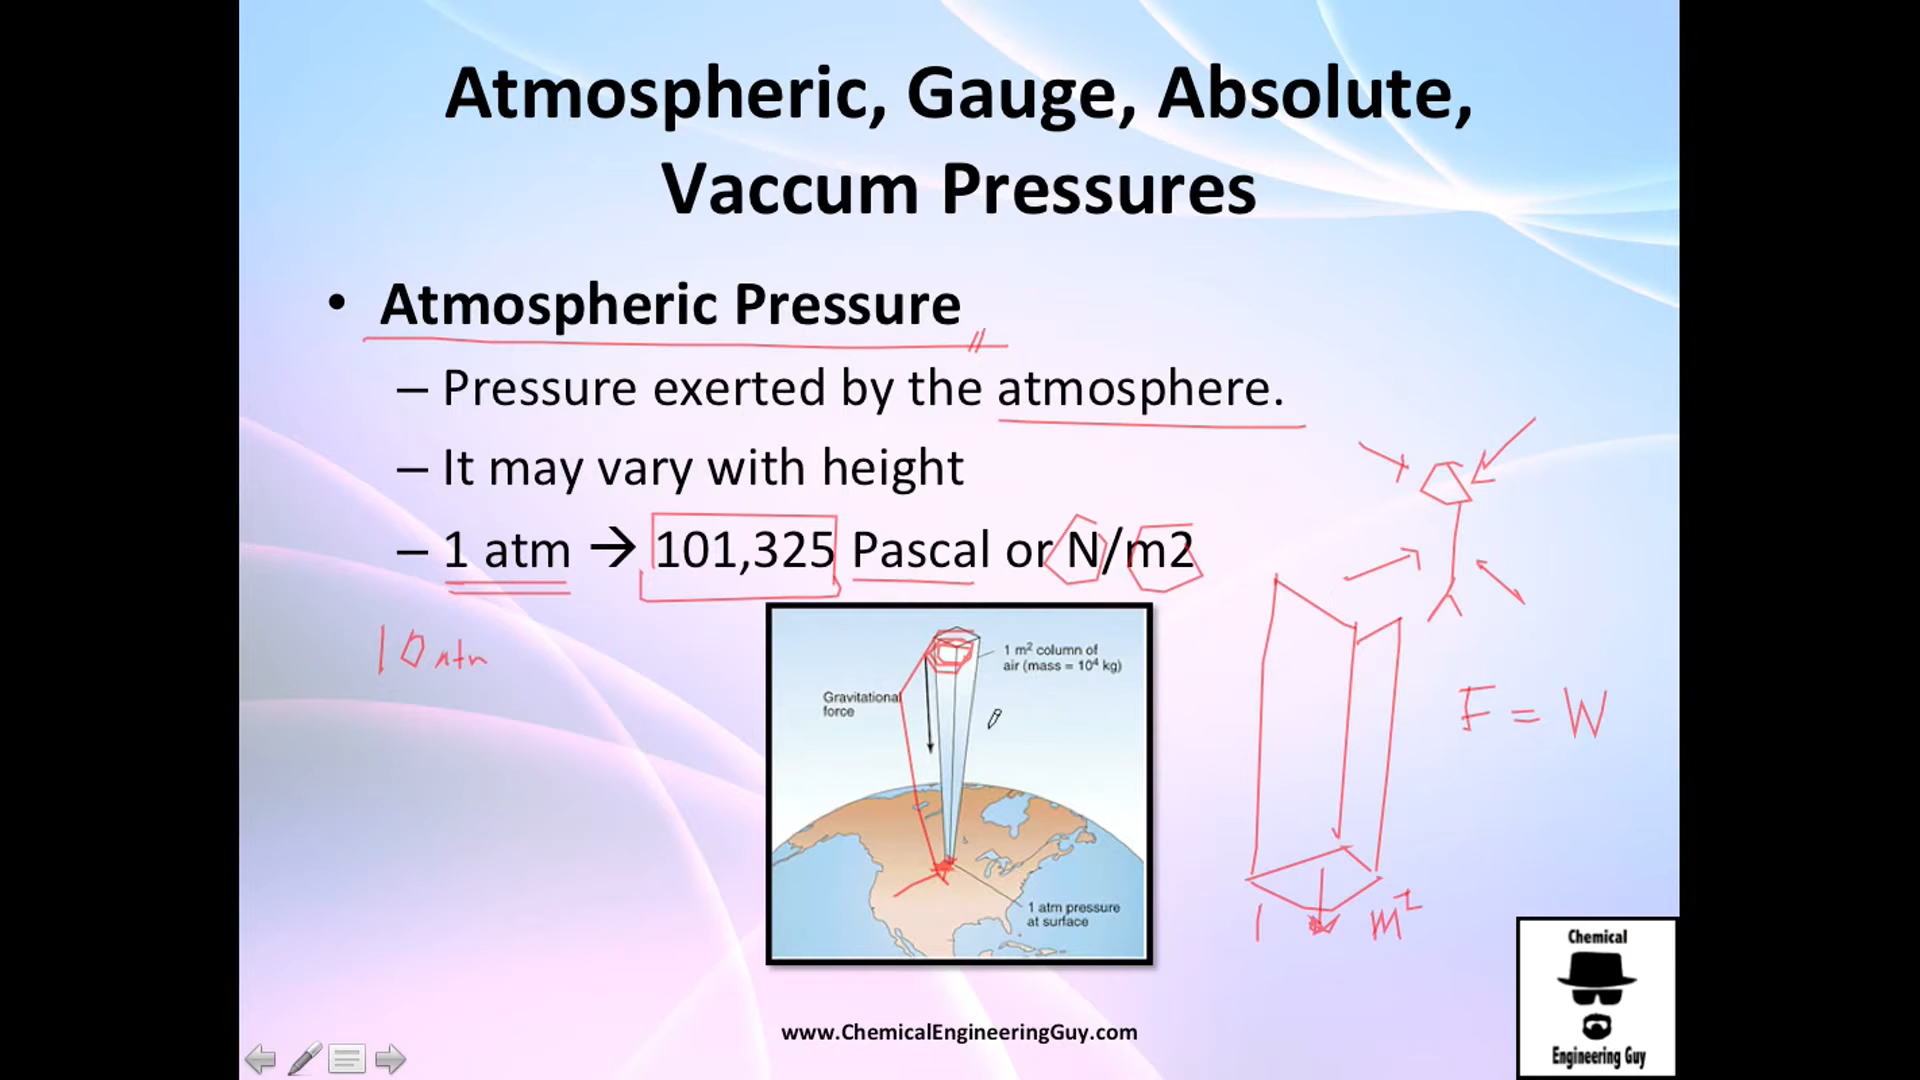 Atmospheric, Gauge, Absolute,
Vaccum Pressures
• Atmospheric Pressure
– Pressure exerted by the atmosphere.
– It may vary with height
– 1 atm → 101,325 Pascal or N/m2
10 atm
1 m² column of
air (mass = 10⁴ kg)
Gravitational
force
F = W
1 atm pressure
at surface
1 m²
Chemical
Engineering Guy
www.ChemicalEngineeringGuy.com